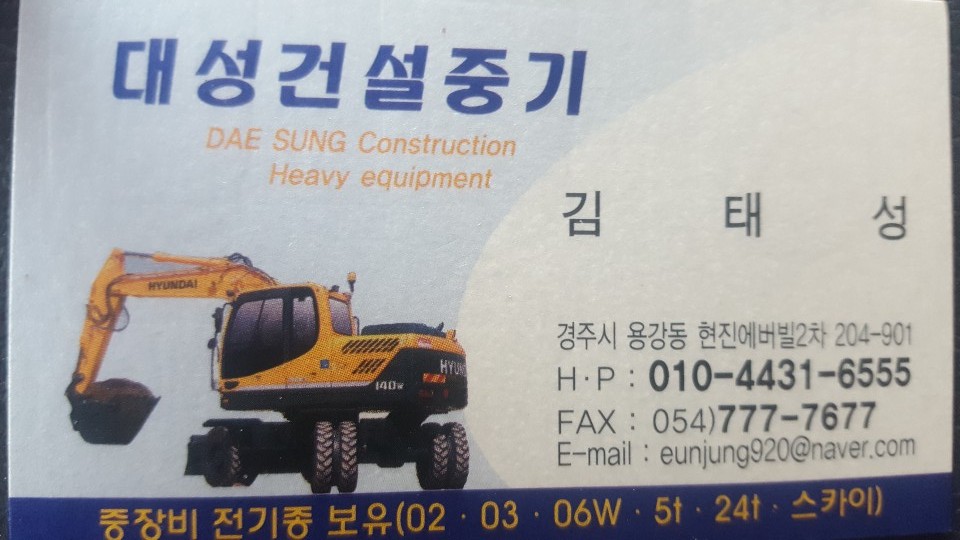 대성건설중기
DAE SUNG Construction
Heavy equipment
김 태 성
HYUNDAI
HYUN
140w
경주시 용강동 현진에버빌2차 204-901
H·P : 010-4431-6555
FAX : 054)777-7677
E-mail : eunjung920@naver.com
중장비 전기종 보유(02 · 03 · 06W · 5t · 24t · 스카이)